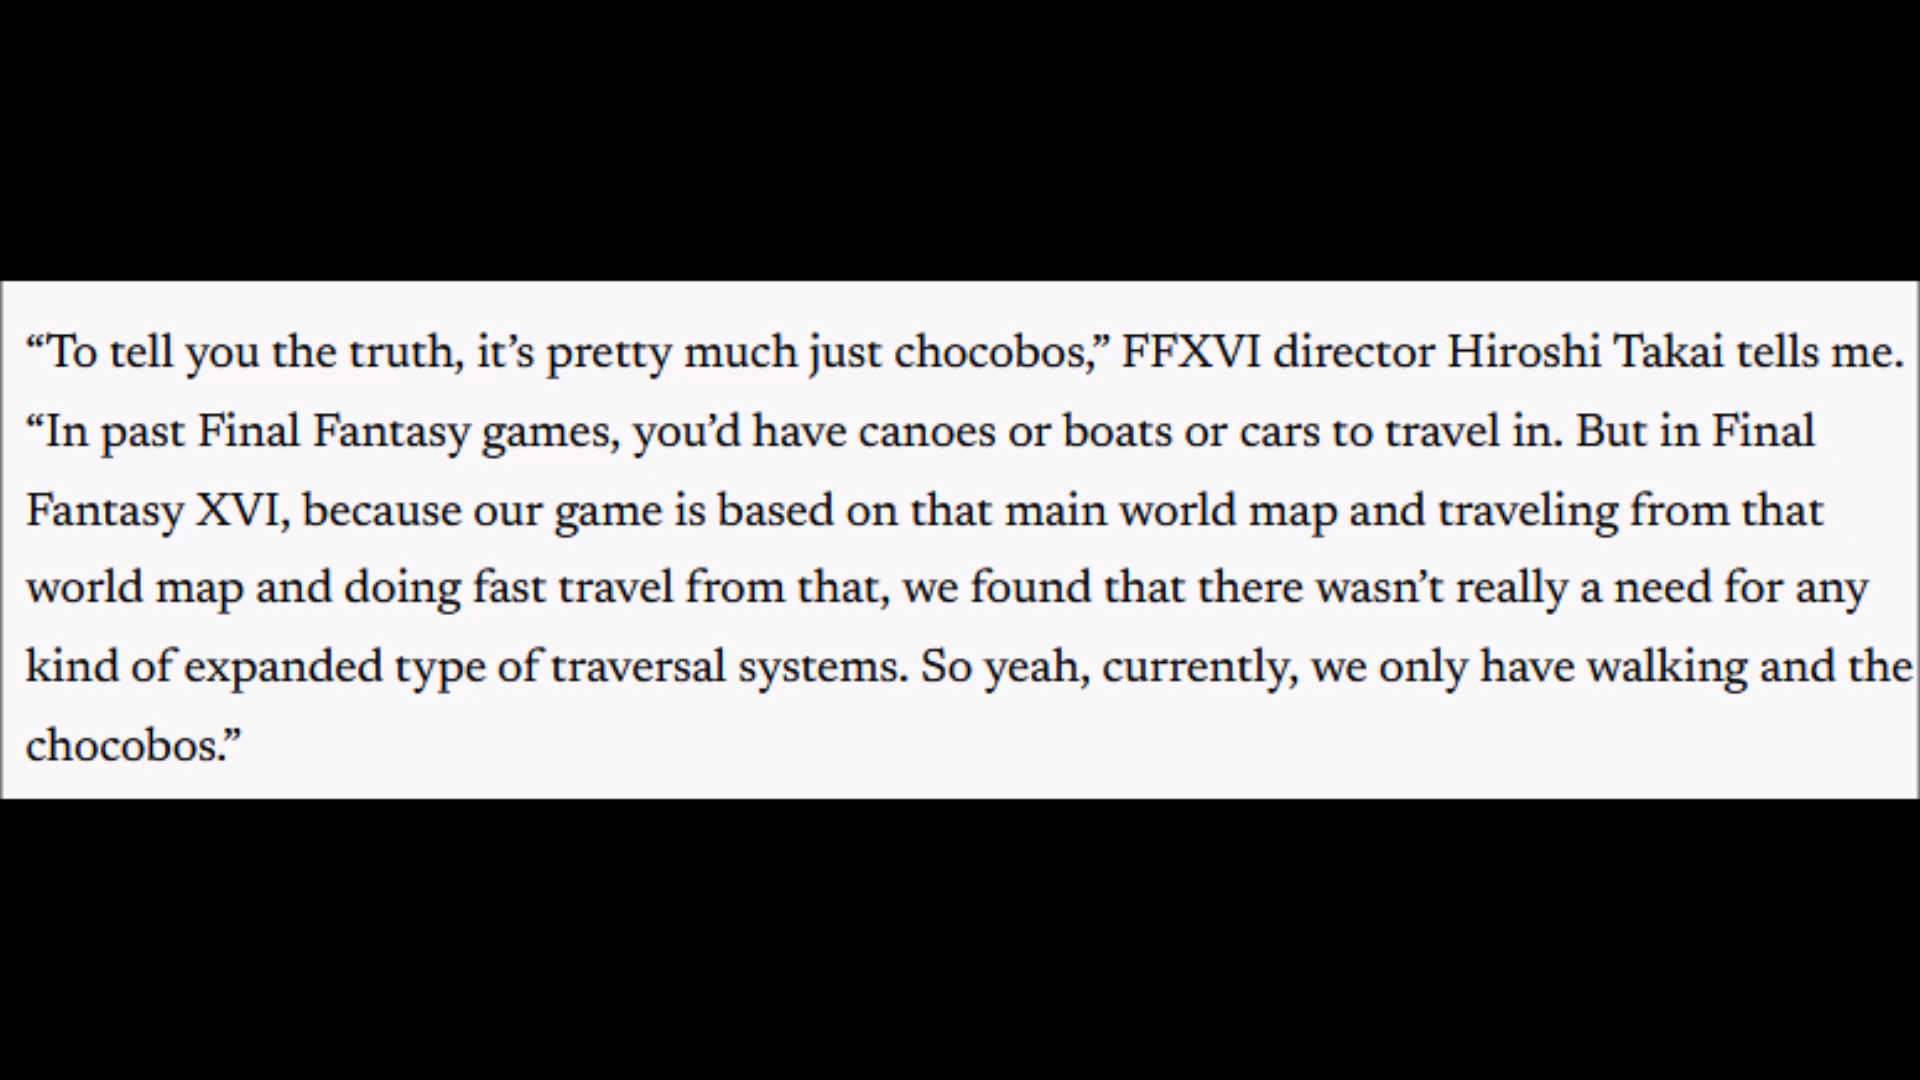 “To tell you the truth, it’s pretty much just chocobos,” FFXVI director Hiroshi Takai tells me.
“In past Final Fantasy games, you’d have canoes or boats or cars to travel in. But in Final
Fantasy XVI, because our game is based on that main world map and traveling from that
world map and doing fast travel from that, we found that there wasn’t really a need for any
kind of expanded type of traversal systems. So yeah, currently, we only have walking and the
chocobos.”